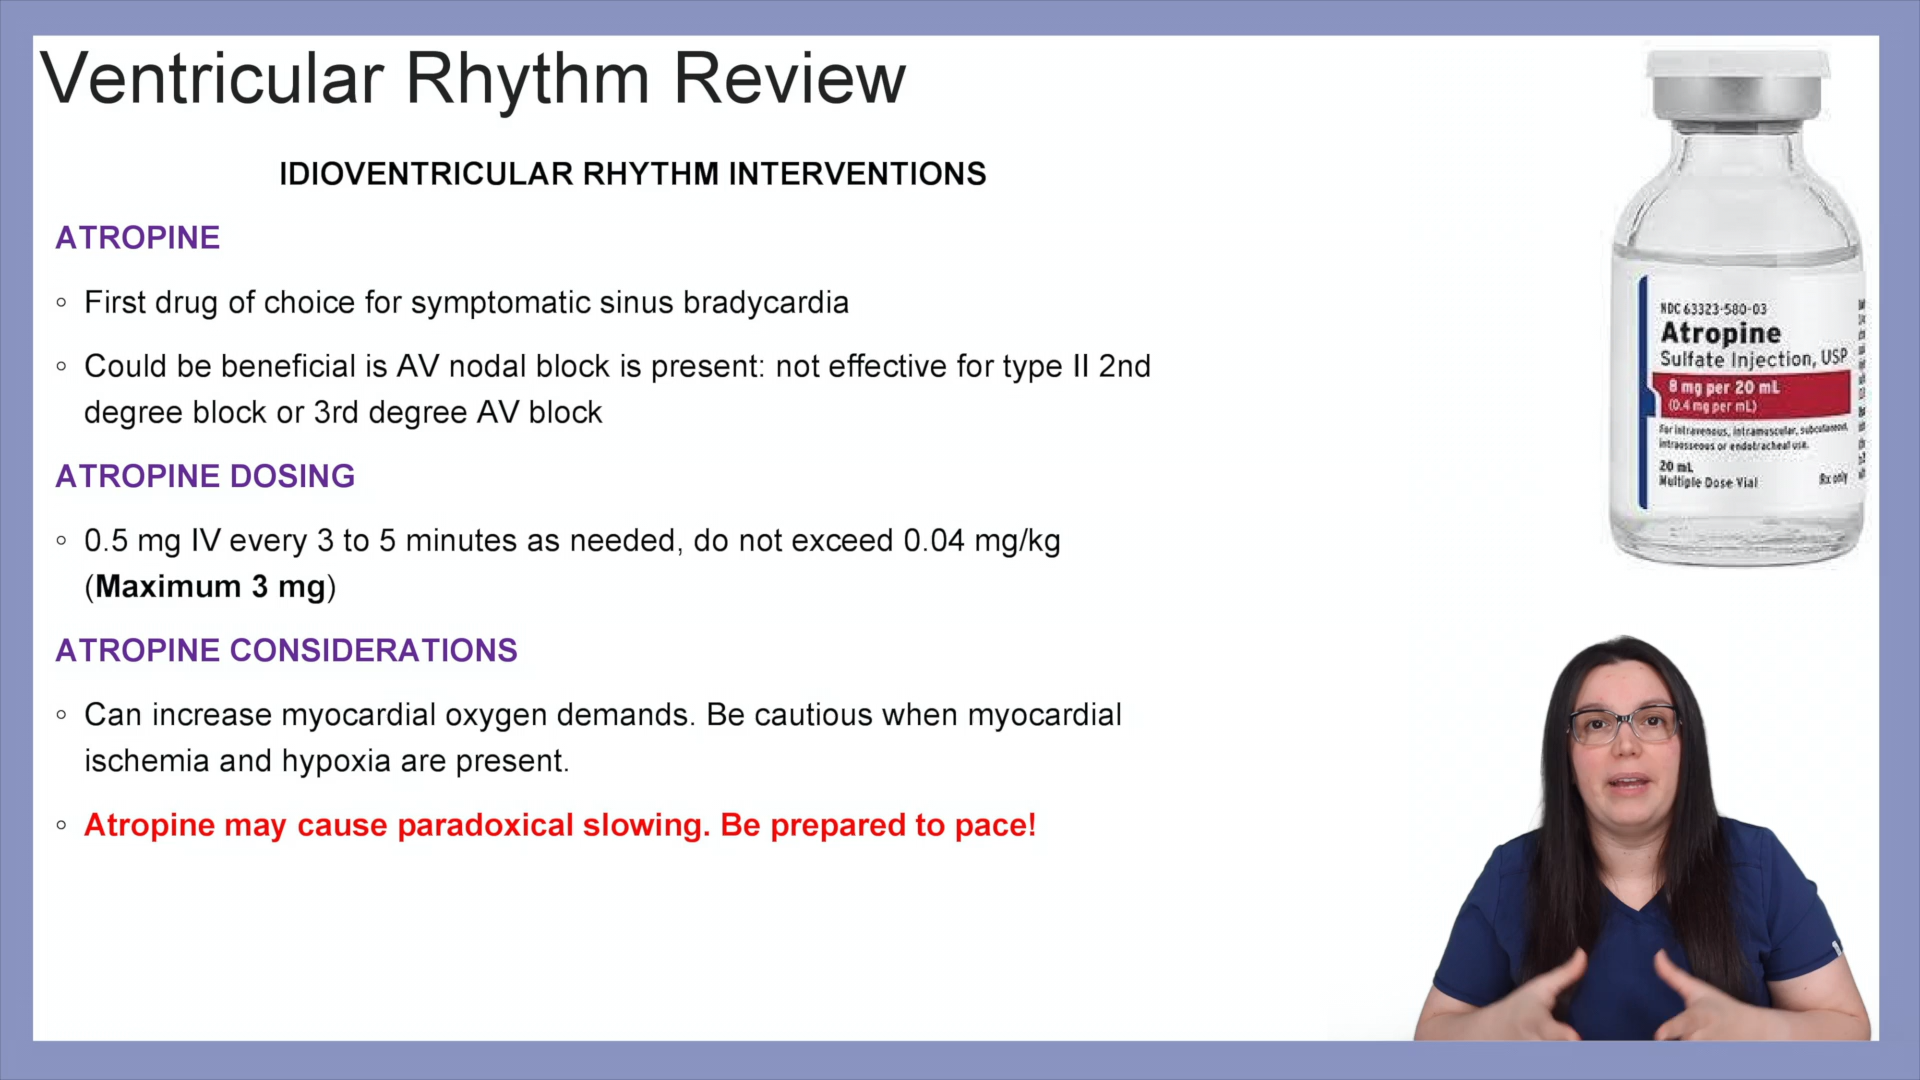 Ventricular Rhythm Review
IDIOVENTRICULAR RHYTHM INTERVENTIONS
ATROPINE
◦ First drug of choice for symptomatic sinus bradycardia
◦ Could be beneficial is AV nodal block is present: not effective for type II 2nd
degree block or 3rd degree AV block
ATROPINE DOSING
◦ 0.5 mg IV every 3 to 5 minutes as needed, do not exceed 0.04 mg/kg
(Maximum 3 mg)
ATROPINE CONSIDERATIONS
◦ Can increase myocardial oxygen demands. Be cautious when myocardial
ischemia and hypoxia are present.
◦ Atropine may cause paradoxical slowing. Be prepared to pace!
NDC 63323-580-03
Atropine
Sulfate Injection, USP
8 mg per 20 mL
(0.4 mg per mL)
For intravenous, intramuscular, subcutaneous,
intraosseous or endotracheal use.
20 mL
Multiple Dose Vial
Rx only